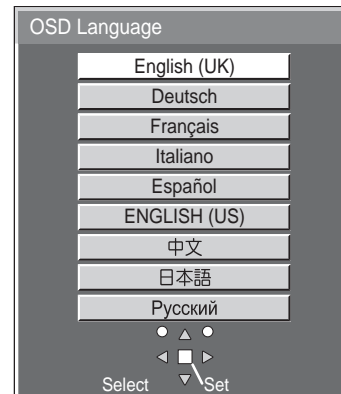 OSD Language
English (UK)
Deutsch
Français
Italiano
Español
ENGLISH (US)
中文
日本語
Русский
Select Set